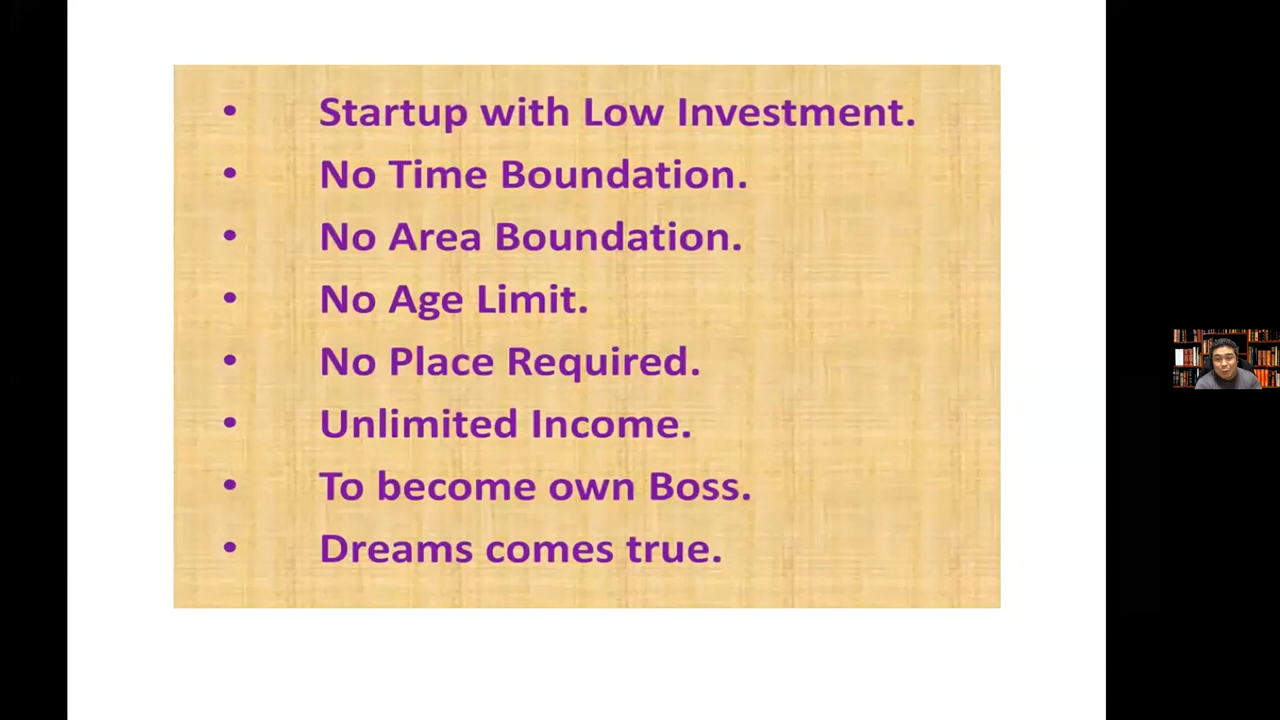 • Startup with Low Investment.
• No Time Boundation.
• No Area Boundation.
• No Age Limit.
• No Place Required.
• Unlimited Income.
• To become own Boss.
• Dreams comes true.